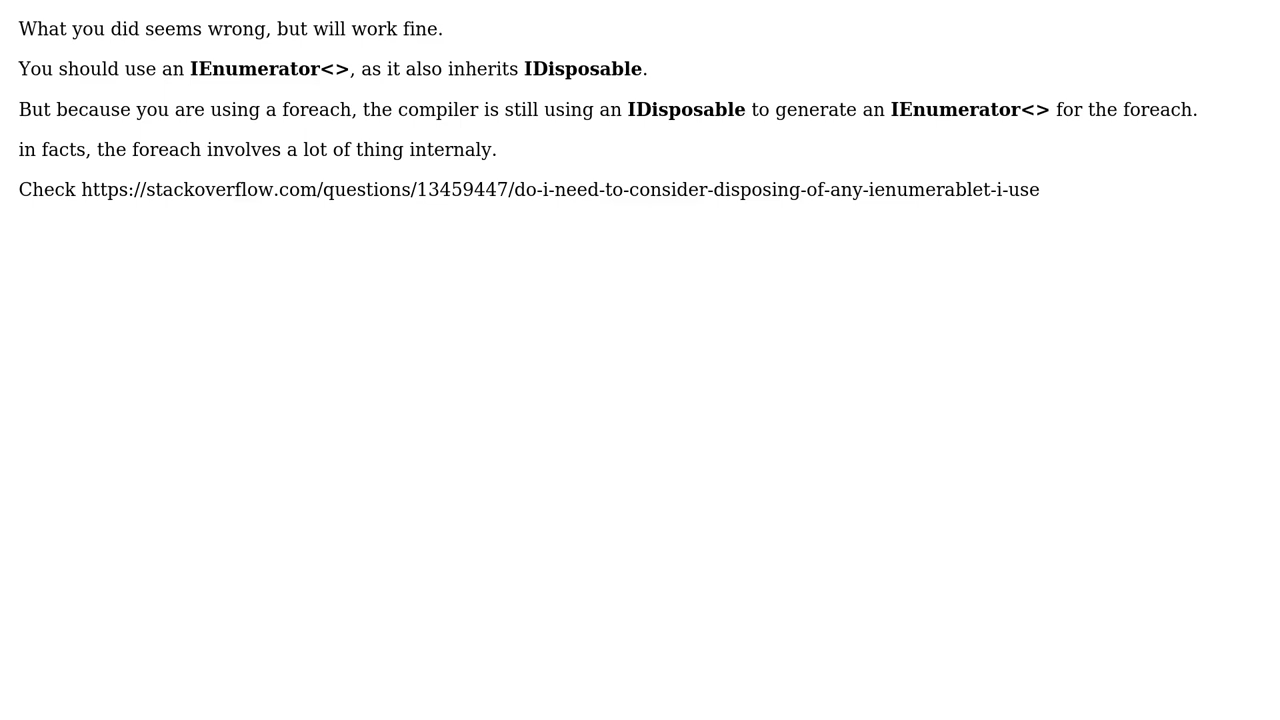 What you did seems wrong, but will work fine.
You should use an IEnumerator<>, as it also inherits IDisposable.
But because you are using a foreach, the compiler is still using an IDisposable to generate an IEnumerator<> for the foreach.
in facts, the foreach involves a lot of thing internaly.
Check https://stackoverflow.com/questions/13459447/do-i-need-to-consider-disposing-of-any-ienumerablet-i-use